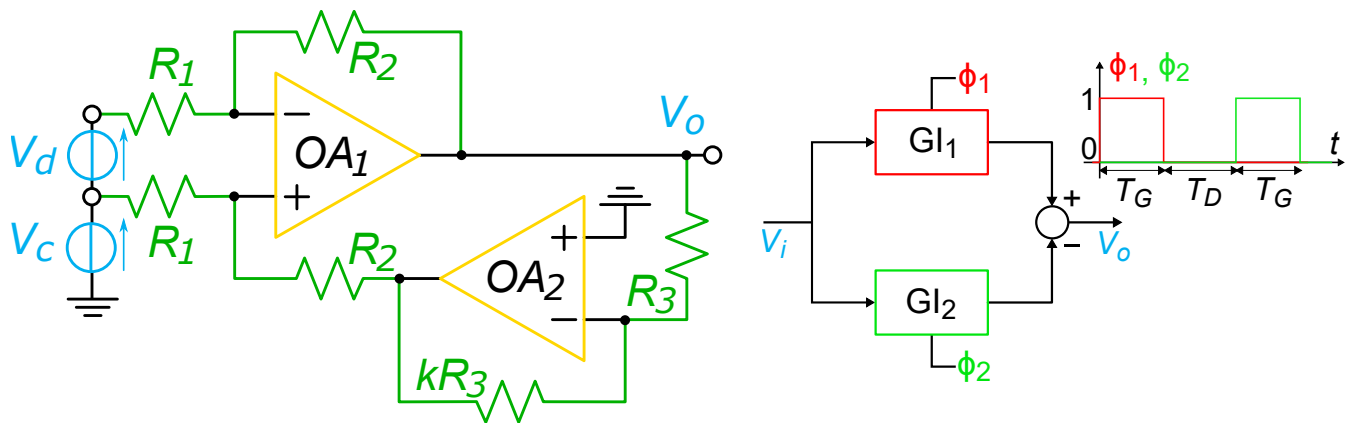 R1
R2
Vd
OA1
Vo
R1
Vc
R2
OA2
R3
kR3
ϕ1
GI1
Vi
Vo
GI2
ϕ2
ϕ1, ϕ2
1
0
t
TG
TD
TG
+
−
+
−
+
−